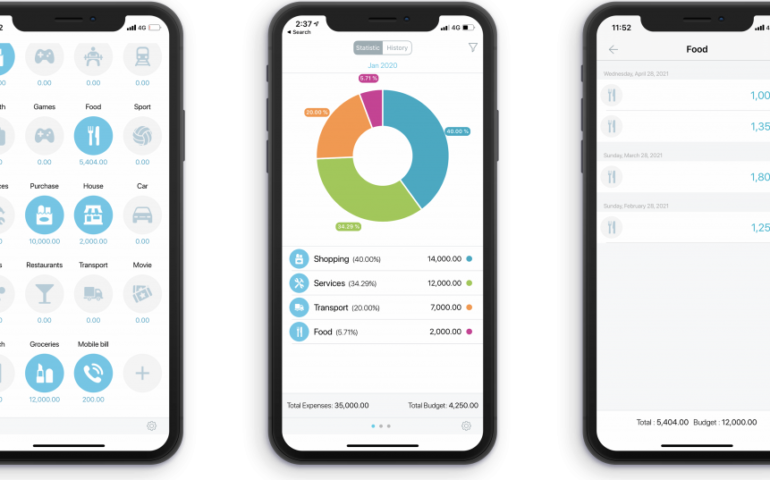 4G
0.00
0.00
0.00
Games
Food
Sport
0.00
5,404.00
0.00
Purchase
House
Car
10,000.00
2,000.00
0.00
Restaurants
Transport
Movie
0.00
0.00
0.00
Groceries
Mobile bill
12,000.00
200.00
2:37
4G
Search
Statistic History
Jan 2020
5.71 %
20.00 %
40.00 %
34.29 %
Shopping (40.00%) 14,000.00
Services (34.29%) 12,000.00
Transport (20.00%) 7,000.00
Food (5.71%) 2,000.00
Total Expenses: 35,000.00 Total Budget: 4,250.00
11:52
Food
Wednesday, April 28, 2021
1,00
1,35
Sunday, March 28, 2021
1,80
Sunday, February 28, 2021
1,25
Total : 5,404.00 Budget : 12,000.00